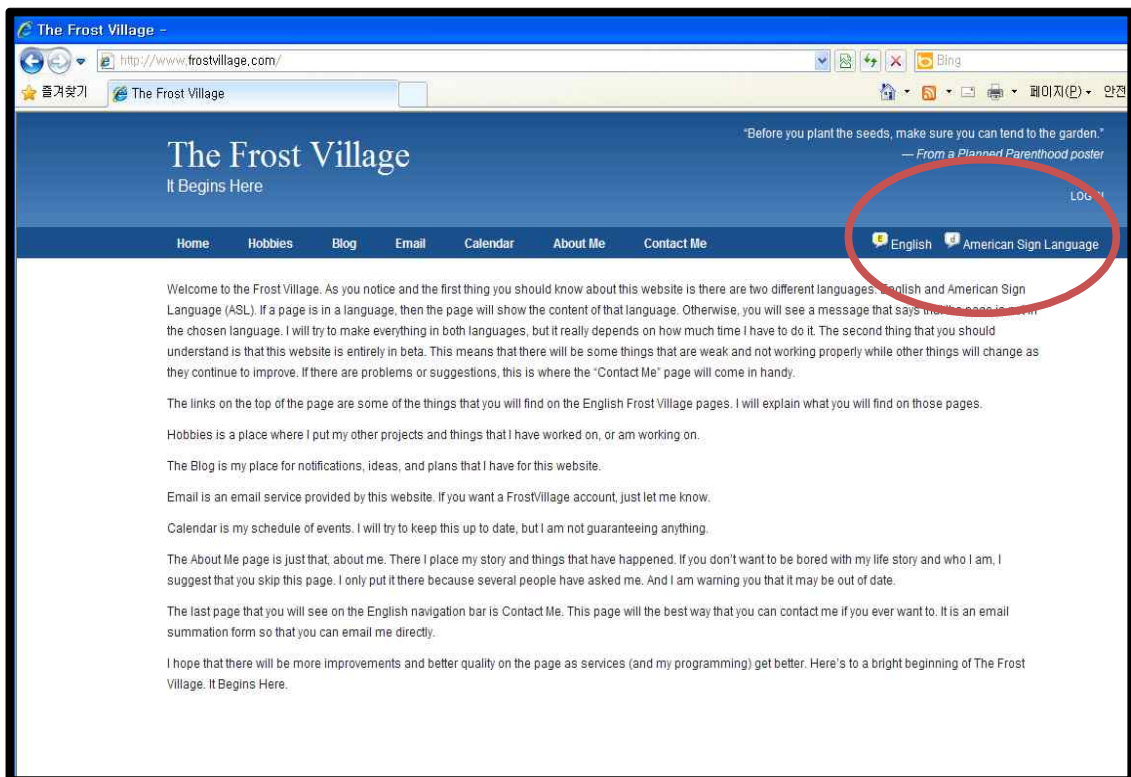 The Frost Village -
http://www.frostvillage.com/
Bing
즐겨찾기
The Frost Village
페이지(P)
안전
"Before you plant the seeds, make sure you can tend to the garden."
— From a Planned Parenthood poster
The Frost Village
It Begins Here
Home Hobbies Blog Email Calendar About Me Contact Me
English American Sign Language
Welcome to the Frost Village. As you notice and the first thing you should know about this website is there are two different languages: English and American Sign
Language (ASL). If a page is in a language, then the page will show the content of that language. Otherwise, you will see a message that says the page is in
the chosen language. I will try to make everything in both languages, but it really depends on how much time I have to do it. The second thing that you should
understand is that this website is entirely in beta. This means that there will be some things that are weak and not working properly while other things will change as
they continue to improve. If there are problems or suggestions, this is where the "Contact Me" page will come in handy.
The links on the top of the page are some of the things that you will find on the English Frost Village pages. I will explain what you will find on those pages.
Hobbies is a place where I put my other projects and things that I have worked on, or am working on.
The Blog is my place for notifications, ideas, and plans that I have for this website.
Email is an email service provided by this website. If you want a FrostVillage account, just let me know.
Calendar is my schedule of events. I will try to keep this up to date, but I am not guaranteeing anything.
The About Me page is just that, about me. There I place my story and things that have happened. If you don't want to be bored with my life story and who I am, I
suggest that you skip this page. I only put it there because several people have asked me. And I am warning you that it may be out of date.
The last page that you will see on the English navigation bar is Contact Me. This page will the best way that you can contact me if you ever want to. It is an email
summation form so that you can email me directly.
I hope that there will be more improvements and better quality on the page as services (and my programming) get better. Here's to a bright beginning of The Frost
Village. It Begins Here.